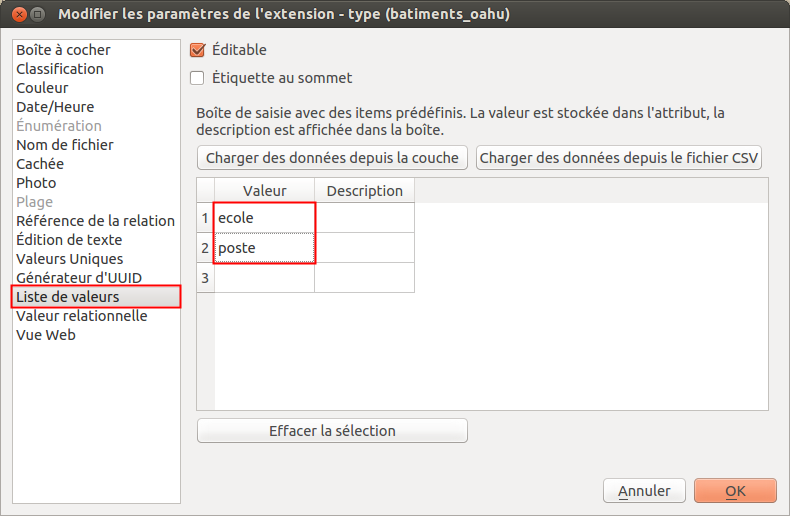 Modifier les paramètres de l'extension - type (batiments_oahu)
Boîte à cocher
Classification
Couleur
Date/Heure
Énumération
Nom de fichier
Cachée
Photo
Plage
Référence de la relation
Édition de texte
Valeurs Uniques
Générateur d'UUID
Liste de valeurs
Valeur relationnelle
Vue Web
Éditable
Étiquette au sommet
Boîte de saisie avec des items prédéfinis. La valeur est stockée dans l'attribut, la
description est affichée dans la boîte.
Charger des données depuis la couche
Charger des données depuis le fichier CSV
Valeur Description
1 ecole
2 poste
3
Effacer la sélection
Annuler
OK